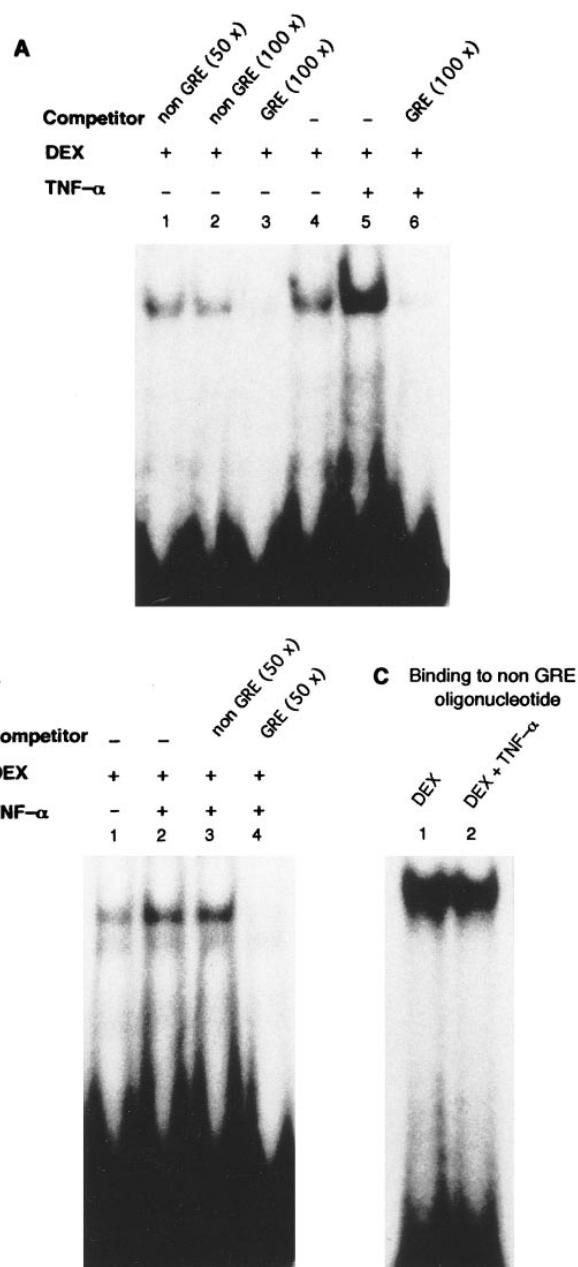 A
Competitor non GRE (50 x) non GRE (100 x) GRE (100 x) – – GRE (100 x)
DEX + + + + + +
TNF–α – – – – + +
1 2 3 4 5 6
ompetitor – – non GRE (50 x) GRE (50 x)
DEX + + + +
NF–α – + + +
1 2 3 4
C Binding to non GRE
oligonucleotide
DEX DEX + TNF–α
1 2